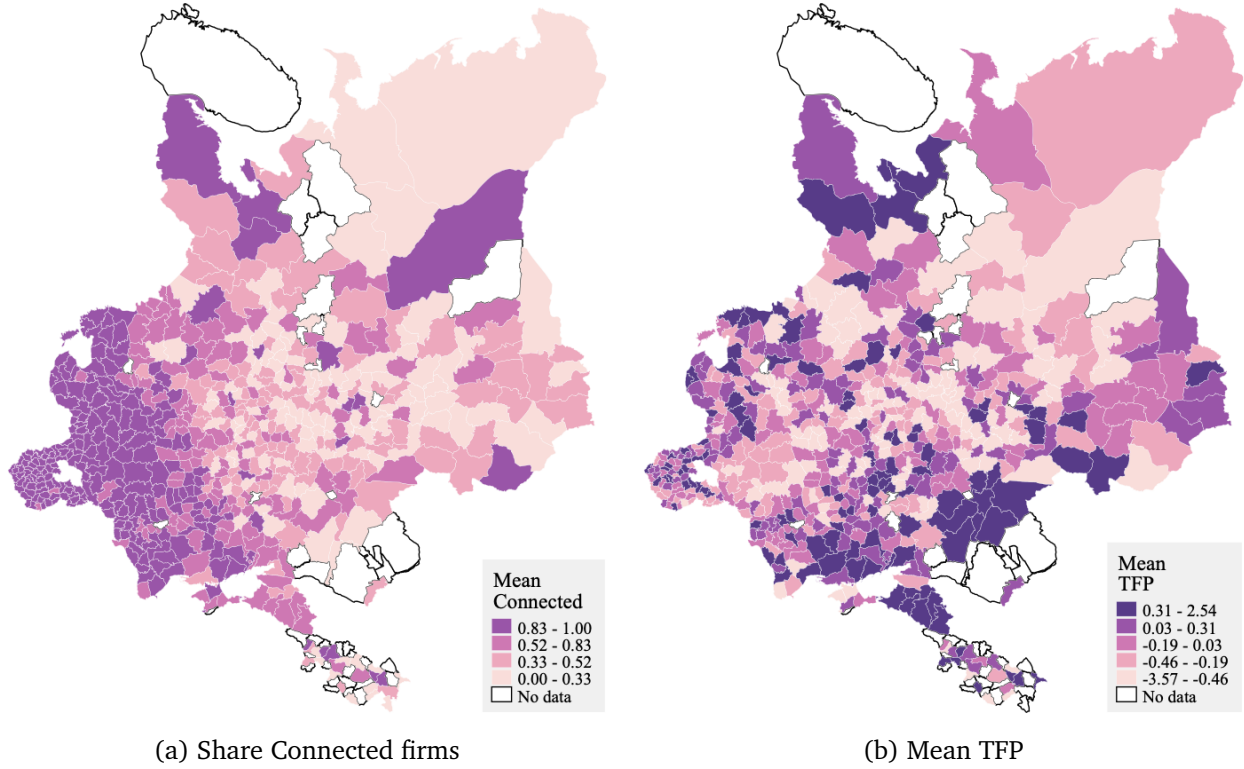 Mean
Connected
0.83 - 1.00
0.52 - 0.83
0.33 - 0.52
0.00 - 0.33
No data
Mean
TFP
0.31 - 2.54
0.03 - 0.31
-0.19 - 0.03
-0.46 - -0.19
-3.57 - -0.46
No data
(a) Share Connected firms
(b) Mean TFP